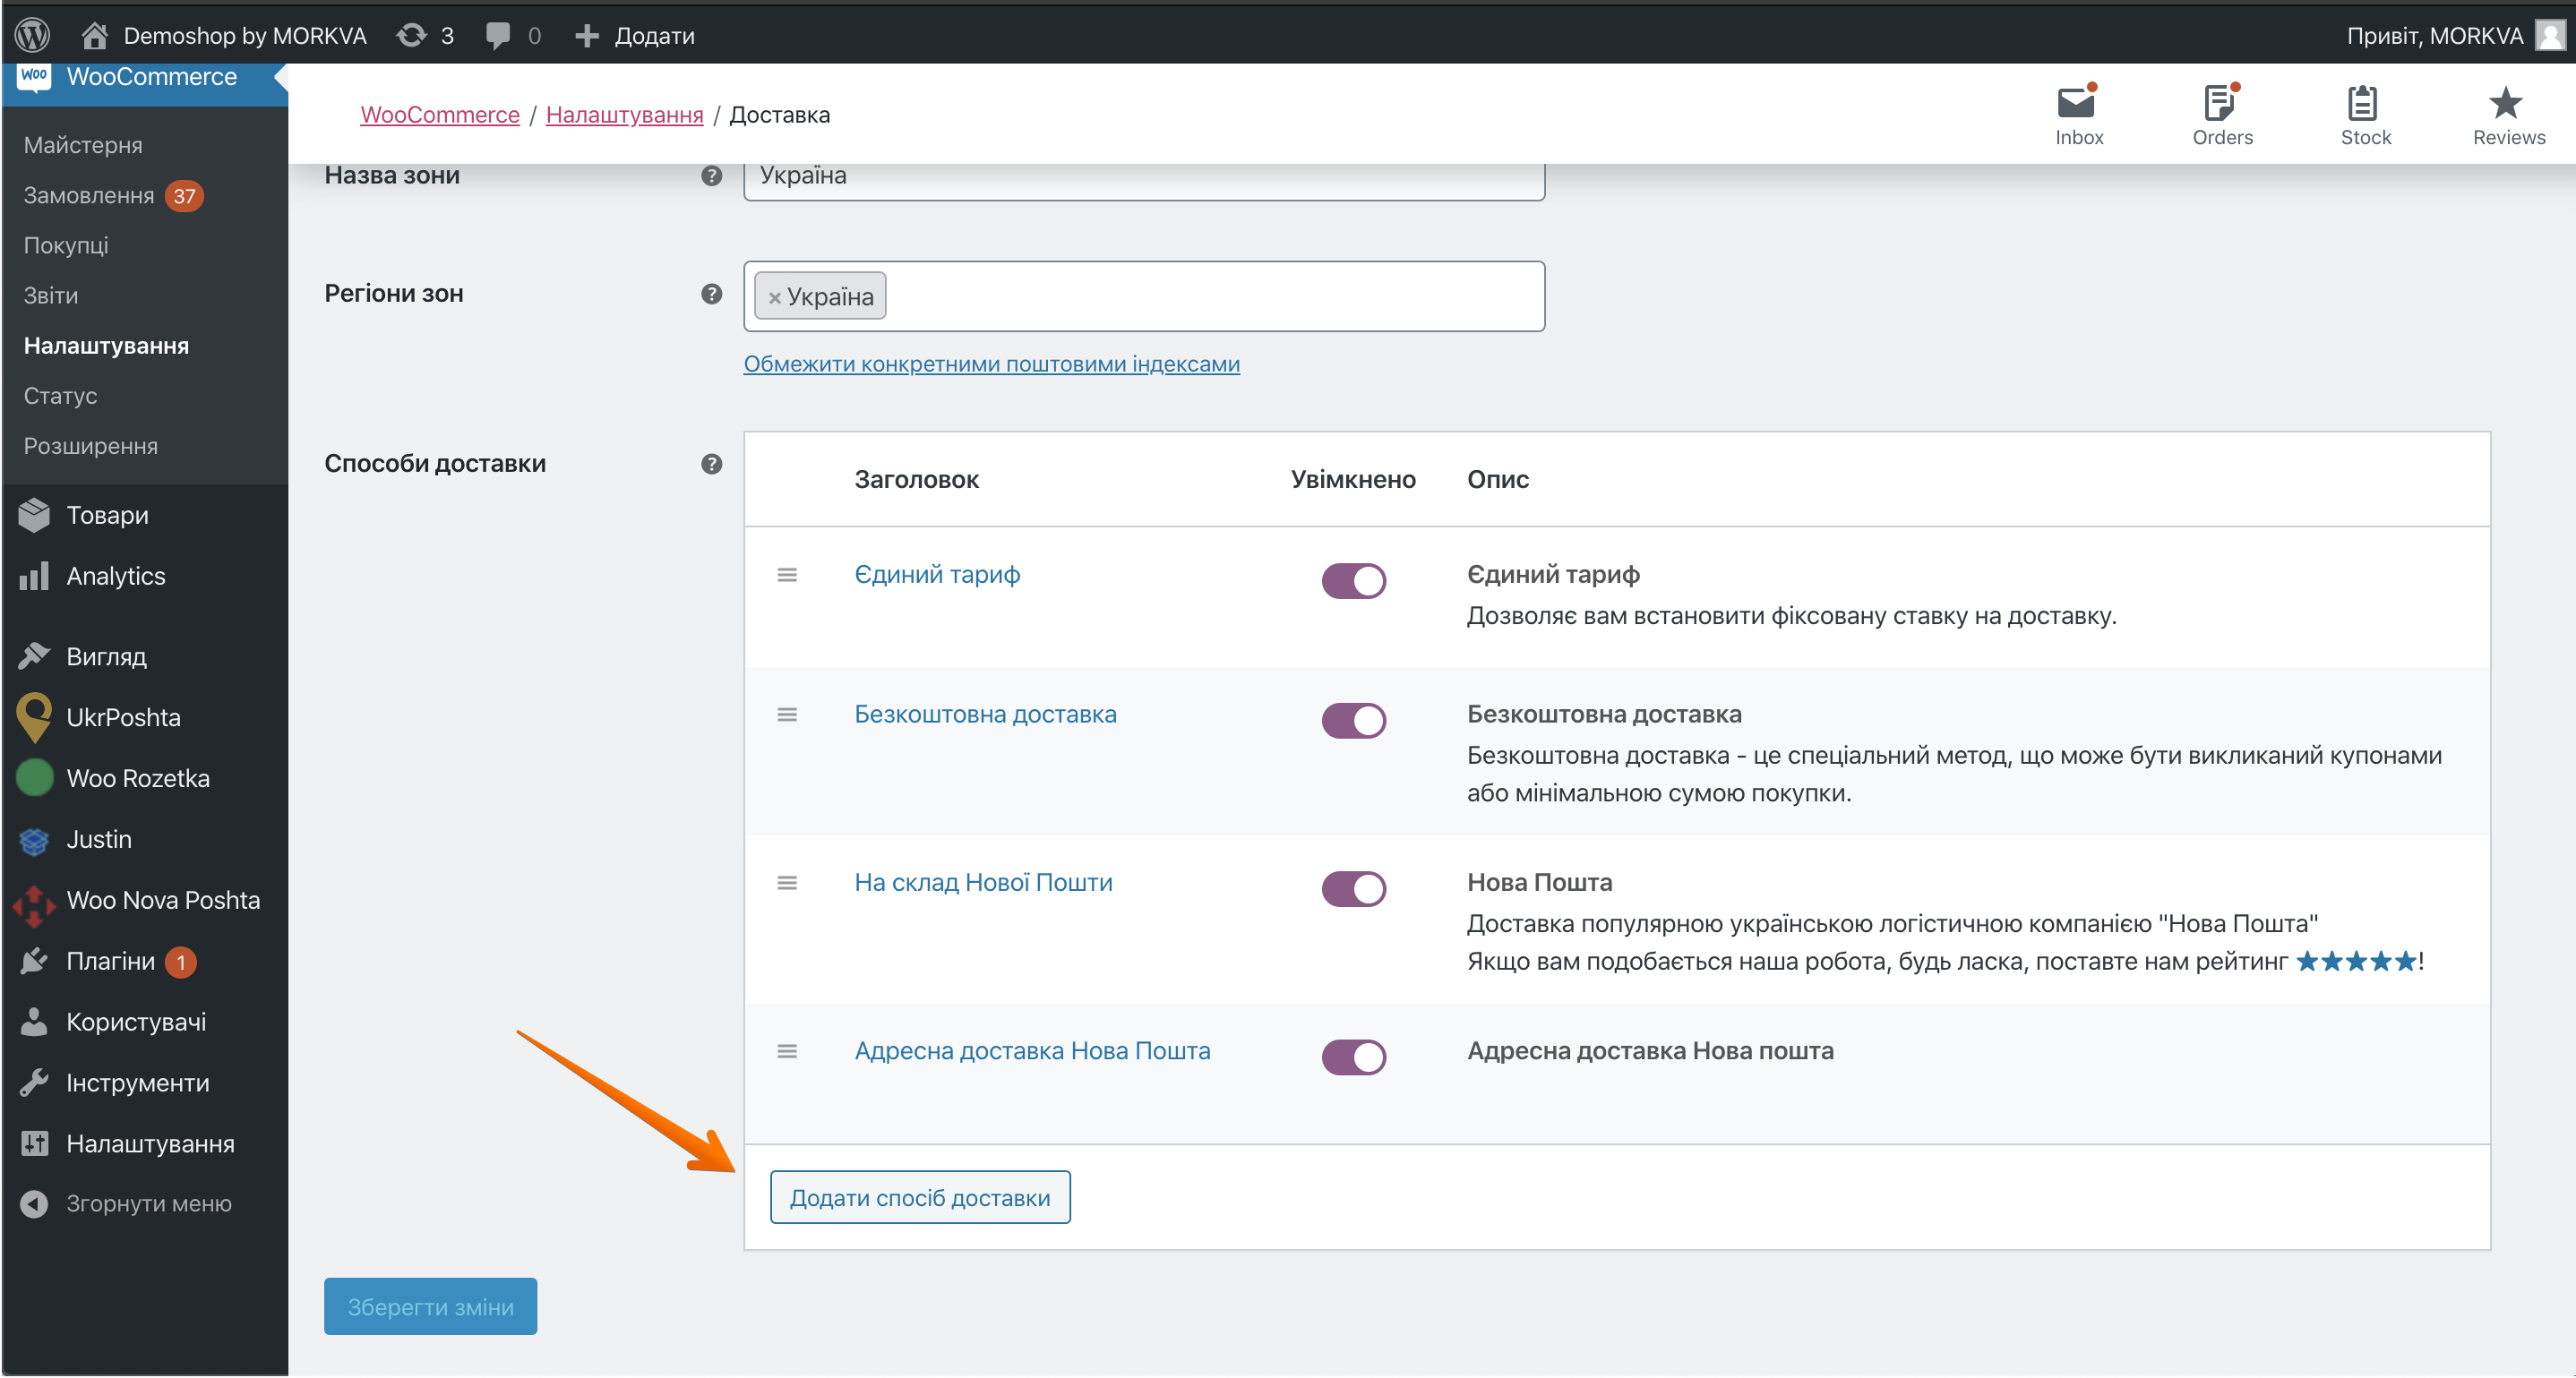 Demoshop by MORKVA 3 0 Додати Привіт, MORKVA
Woo WooCommerce
Майстерня
Замовлення 37
Покупці
Звіти
Налаштування
Статус
Розширення
Товари
Analytics
Вигляд
UkrPoshta
Woo Rozetka
Justin
Woo Nova Poshta
Плагіни 1
Користувачі
Інструменти
Налаштування
Згорнути меню
WooCommerce / Налаштування / Доставка
Inbox Orders Stock Reviews
Назва зони ? Україна
Регіони зон ? × Україна
Обмежити конкретними поштовими індексами
Способи доставки ?
Заголовок Увімкнено Опис
Єдиний тариф Єдиний тариф
Дозволяє вам встановити фіксовану ставку на доставку.
Безкоштовна доставка Безкоштовна доставка
Безкоштовна доставка - це спеціальний метод, що може бути викликаний купонами
або мінімальною сумою покупки.
На склад Нової Пошти Нова Пошта
Доставка популярною українською логістичною компанією "Нова Пошта"
Якщо вам подобається наша робота, будь ласка, поставте нам рейтинг ★★★★★!
Адресна доставка Нова Пошта Адресна доставка Нова пошта
Додати спосіб доставки
Зберегти зміни